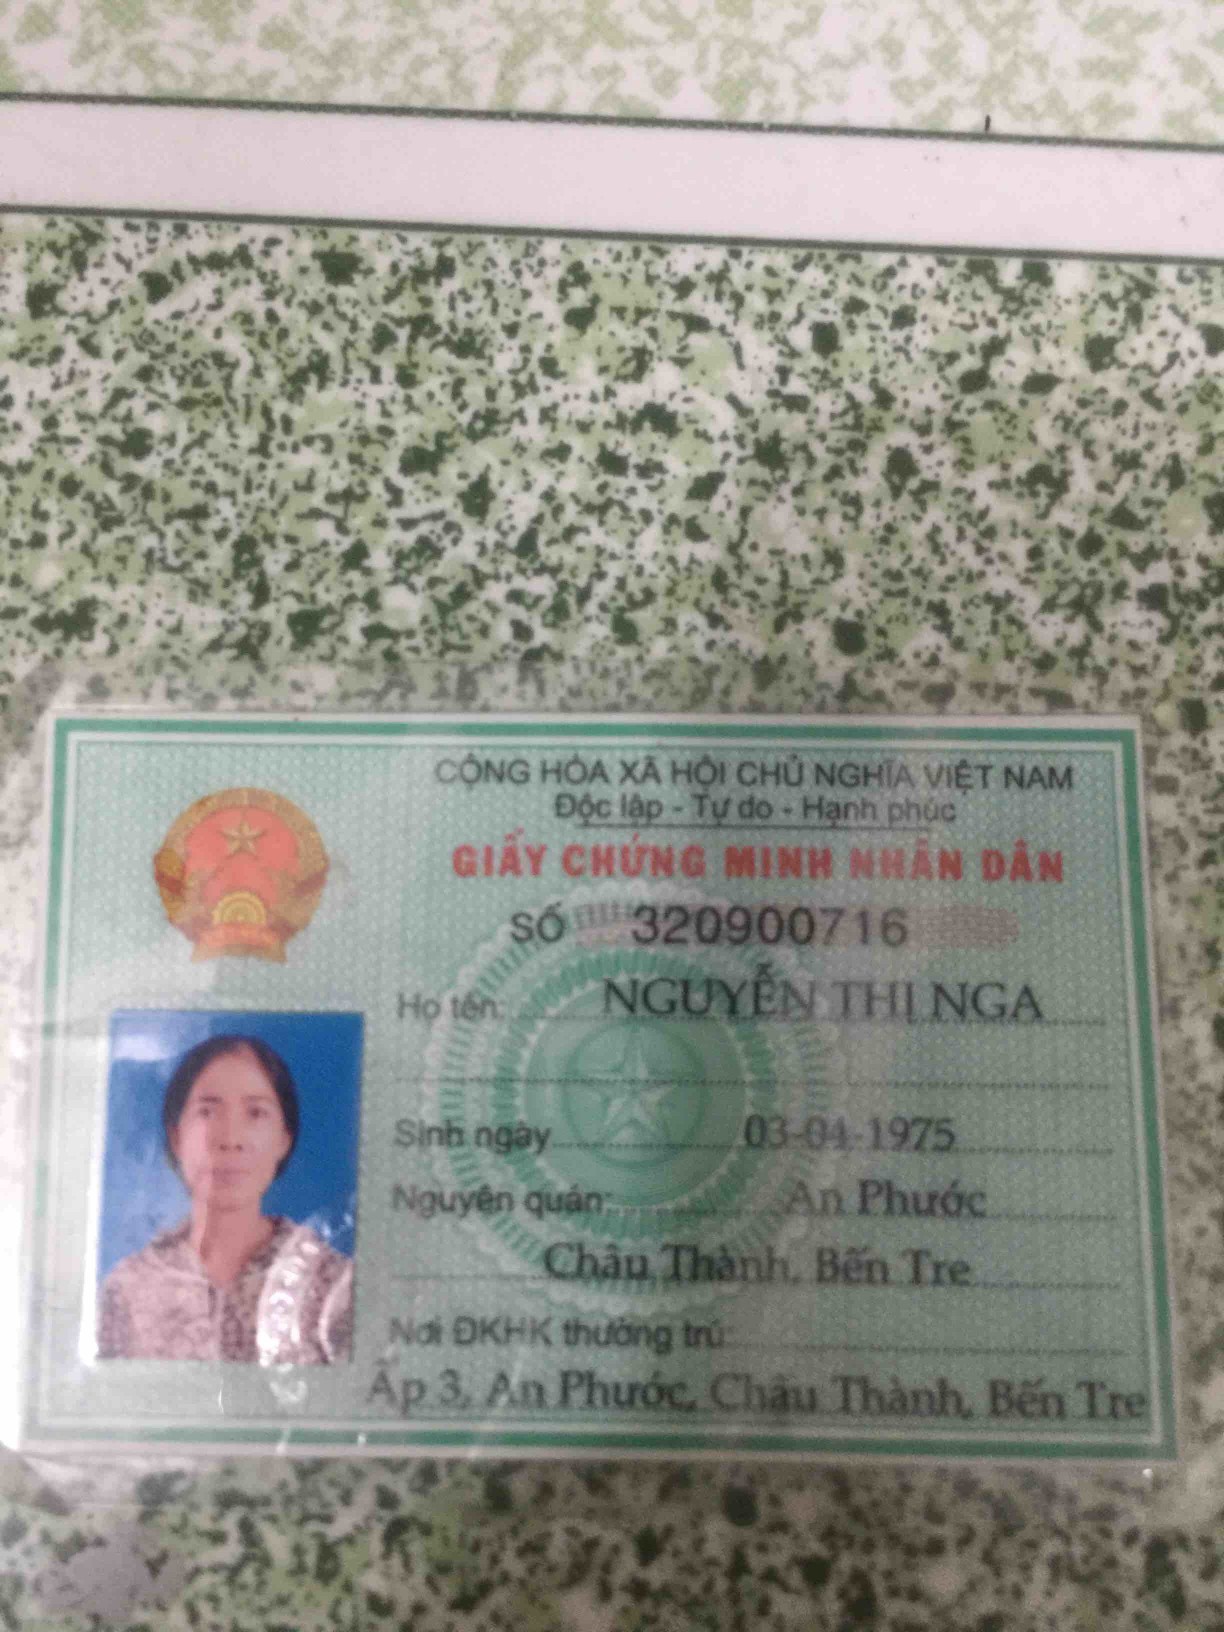 CỘNG HÒA XÃ HỘI CHỦ NGHĨA VIỆT NAM
Độc lập - Tự do - Hạnh phúc
GIẤY CHỨNG MINH NHÂN DÂN
SỐ 320900716
Họ tên: NGUYỄN THỊ NGA
Sinh ngày 03-04-1975
Nguyên quán: An Phước
Châu Thành, Bến Tre
Nơi ĐKHK thường trú:
Ấp 3, An Phước, Châu Thành, Bến Tre